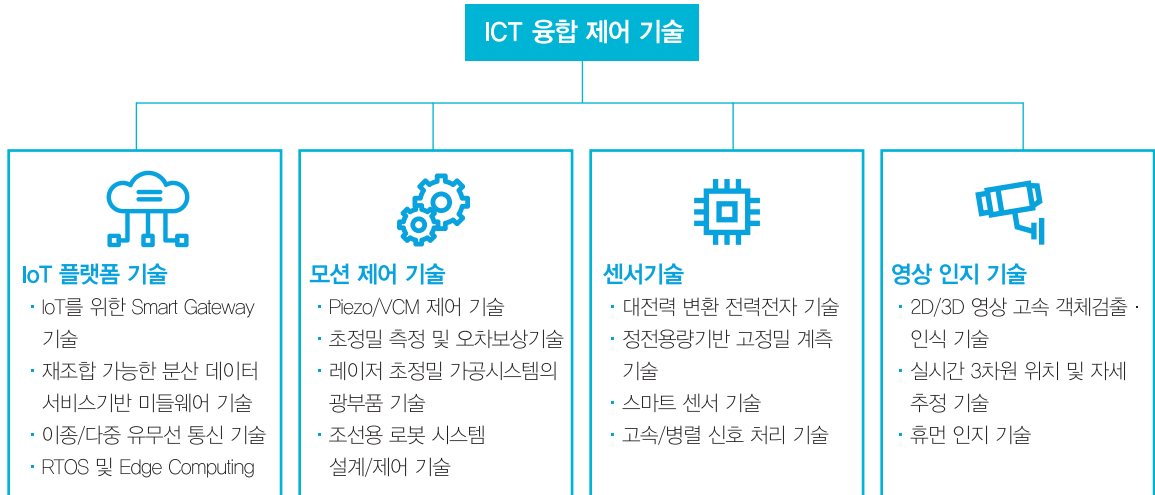 ICT 융합 제어 기술
IoT 플랫폼 기술
· IoT를 위한 Smart Gateway
기술
· 재조합 가능한 분산 데이터
서비스기반 미들웨어 기술
· 이종/다중 유무선 통신 기술
· RTOS 및 Edge Computing
모션 제어 기술
· Piezo/VCM 제어 기술
· 초정밀 측정 및 오차보상기술
· 레이저 초정밀 가공시스템의
광부품 기술
· 조선용 로봇 시스템
설계/제어 기술
센서기술
· 대전력 변환 전력전자 기술
· 정전용량기반 고정밀 계측
기술
· 스마트 센서 기술
· 고속/병렬 신호 처리 기술
영상 인지 기술
· 2D/3D 영상 고속 객체검출 ·
인식 기술
· 실시간 3차원 위치 및 자세
추정 기술
· 휴먼 인지 기술